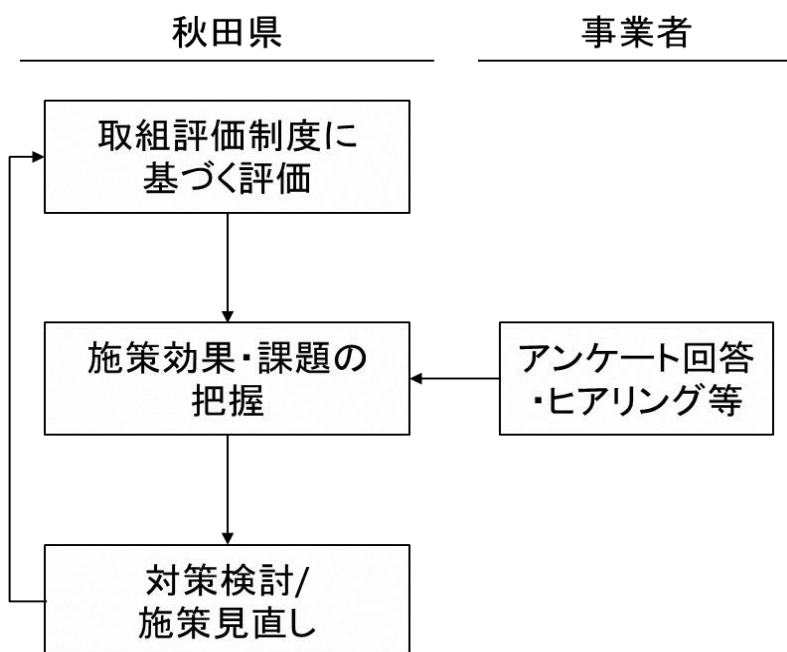 秋田県
事業者
取組評価制度に
基づく評価
施策効果・課題の
把握
アンケート回答
・ヒアリング等
対策検討/
施策見直し